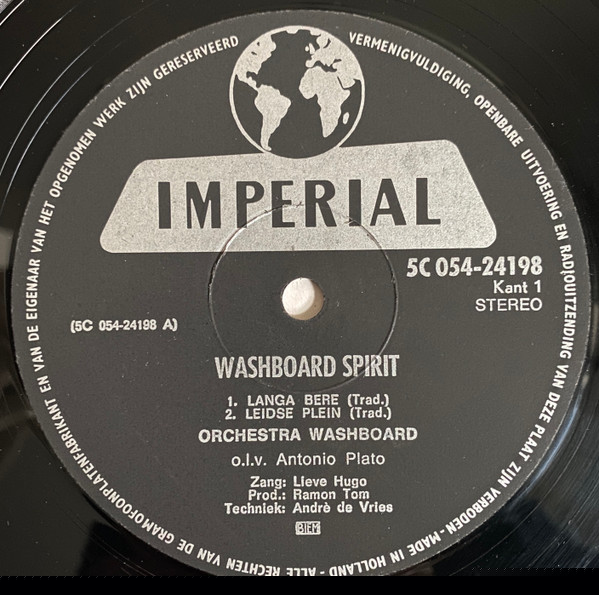 ALLE RECHTEN VAN DE GRAMOFOONPLATENFABRIKANT EN VAN DE EIGENAAR VAN HET OPGENOMEN WERK ZIJN GERESERVEERD
VERMENIGVULDIGING, OPENBARE UITVOERING EN RADIOUITZENDING VAN DEZE PLAAT ZIJN VERBODEN - MADE IN HOLLAND -
IMPERIAL
5C 054-24198
Kant 1
STEREO
(5C 054-24198 A)
WASHBOARD SPIRIT
1. LANGA BERE (Trad.)
2. LEIDSE PLEIN (Trad.)
ORCHESTRA WASHBOARD
o.l.v. Antonio Plato
Zang: Lieve Hugo
Prod.: Ramon Tom
Techniek: Andrè de Vries
BIEM